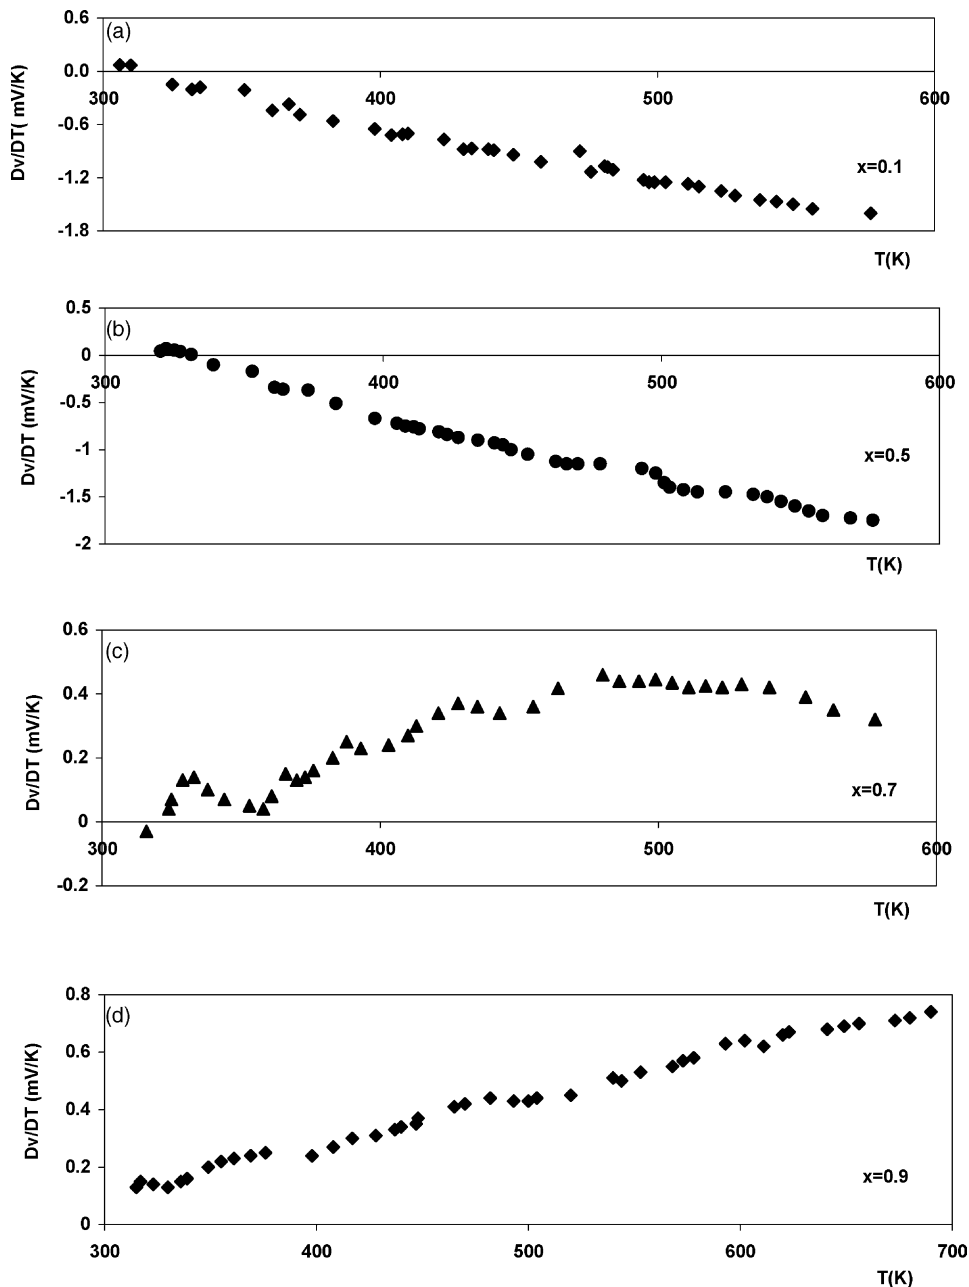 (a)
0.6
0.0
-0.6
-1.2
-1.8
Dv/DT( mV/K)
300
400
500
600
x=0.1
T(K)
(b)
0.5
0
-0.5
-1
-1.5
-2
Dv/DT (mV/K)
300
400
500
600
x=0.5
T(K)
(c)
0.6
0.4
0.2
0
-0.2
Dv/DT (mV/K)
300
400
500
600
x=0.7
T(K)
(d)
0.8
0.6
0.4
0.2
0
Dv/DT (mV/K)
300
400
500
600
700
x=0.9
T(K)